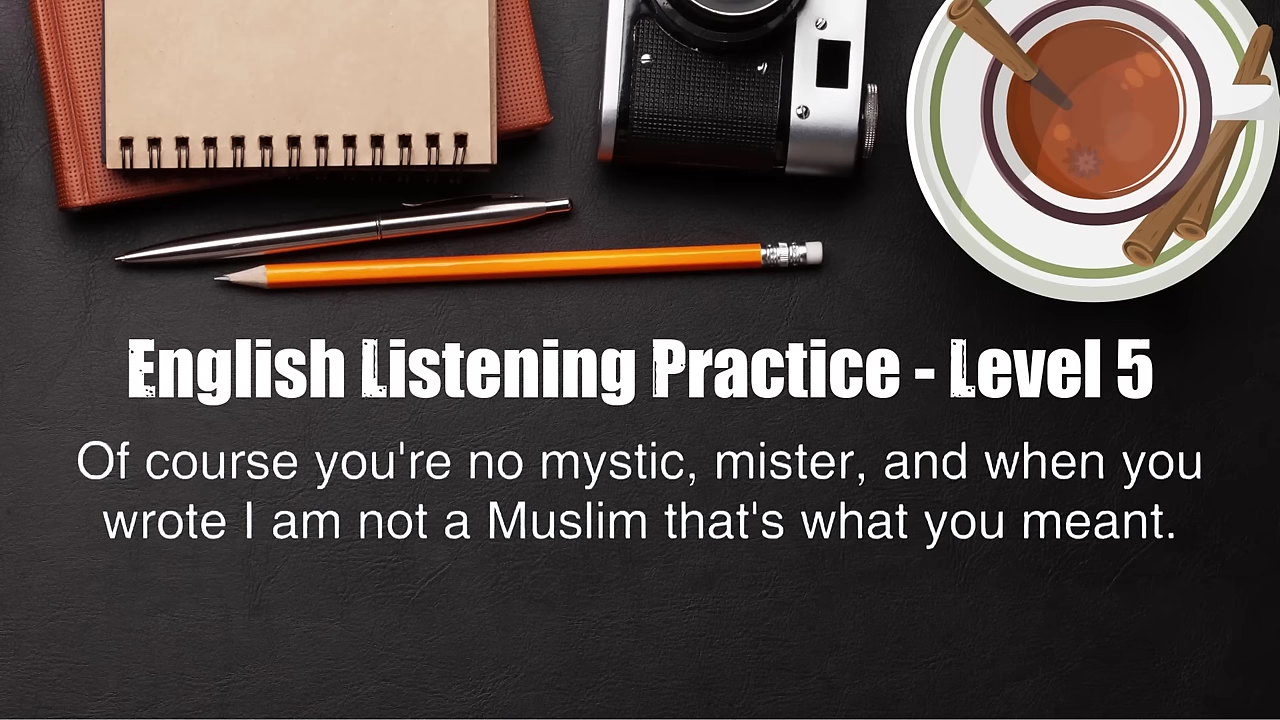 English Listening Practice - Level 5
Of course you're no mystic, mister, and when you
wrote I am not a Muslim that's what you meant.